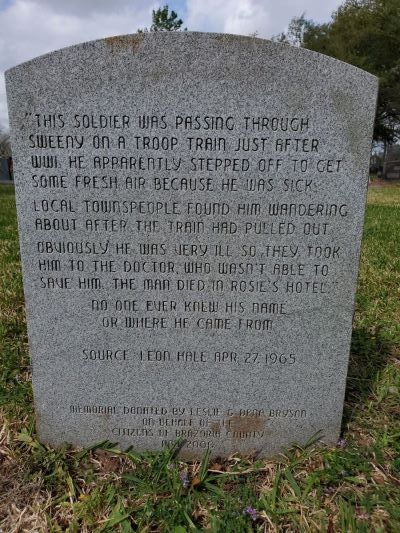 "THIS SOLDIER WAS PASSING THROUGH
SWEENY ON A TROOP TRAIN JUST AFTER
WWI. HE APPARENTLY STEPPED OFF TO GET
SOME FRESH AIR BECAUSE HE WAS SICK.
LOCAL TOWNSPEOPLE FOUND HIM WANDERING
ABOUT AFTER THE TRAIN HAD PULLED OUT.
OBVIOUSLY HE WAS VERY ILL SO THEY TOOK
HIM TO THE DOCTOR, WHO WASN'T ABLE TO
SAVE HIM. THE MAN DIED IN ROSIE'S HOTEL."
NO ONE EVER KNEW HIS NAME
OR WHERE HE CAME FROM
SOURCE: LEON HALE APR. 27, 1965
MEMORIAL DONATED BY LESLIE & DENA BRYSON
ON BEHALF OF THE
CITIZENS OF BRAZORIA COUNTY
2006